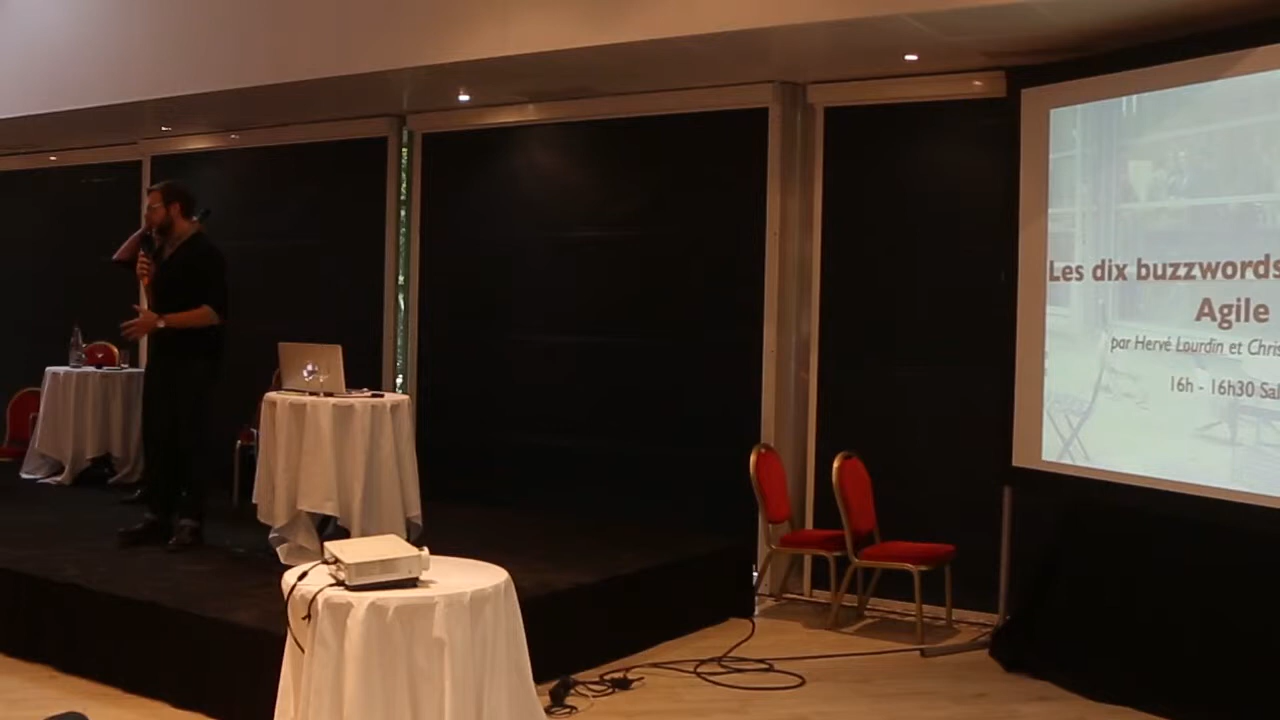 Les dix buzzwords
Agile
par Hervé Lourdin et Chris
16h - 16h30 Sal